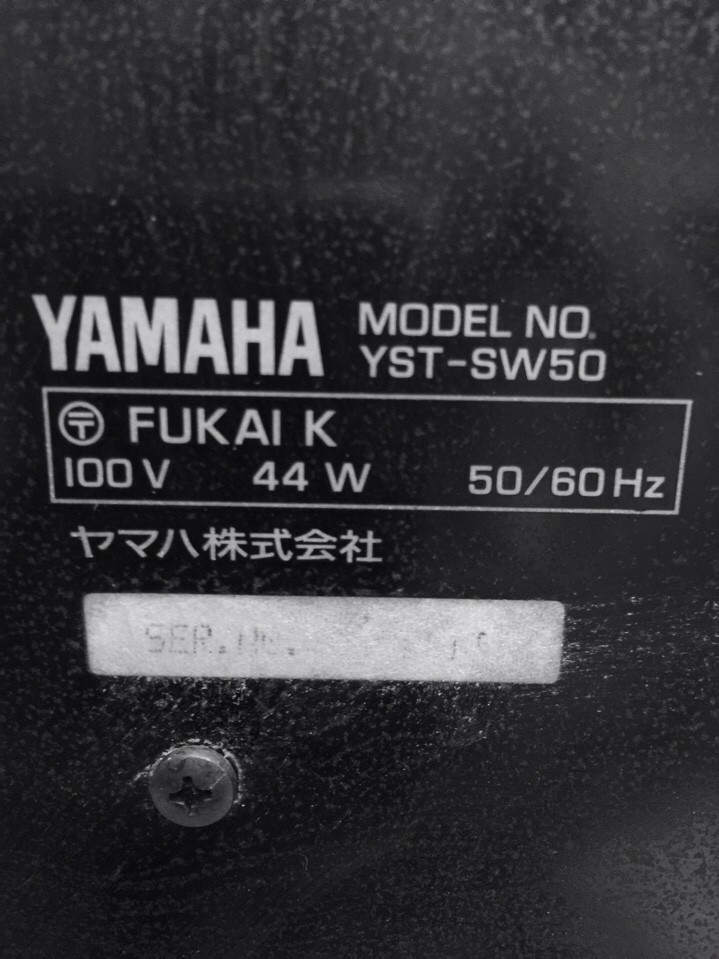 YAMAHA MODEL NO.
YST-SW50
〶 FUKAI K
100V 44 W 50/60 Hz
ヤマハ株式会社
SER.No.